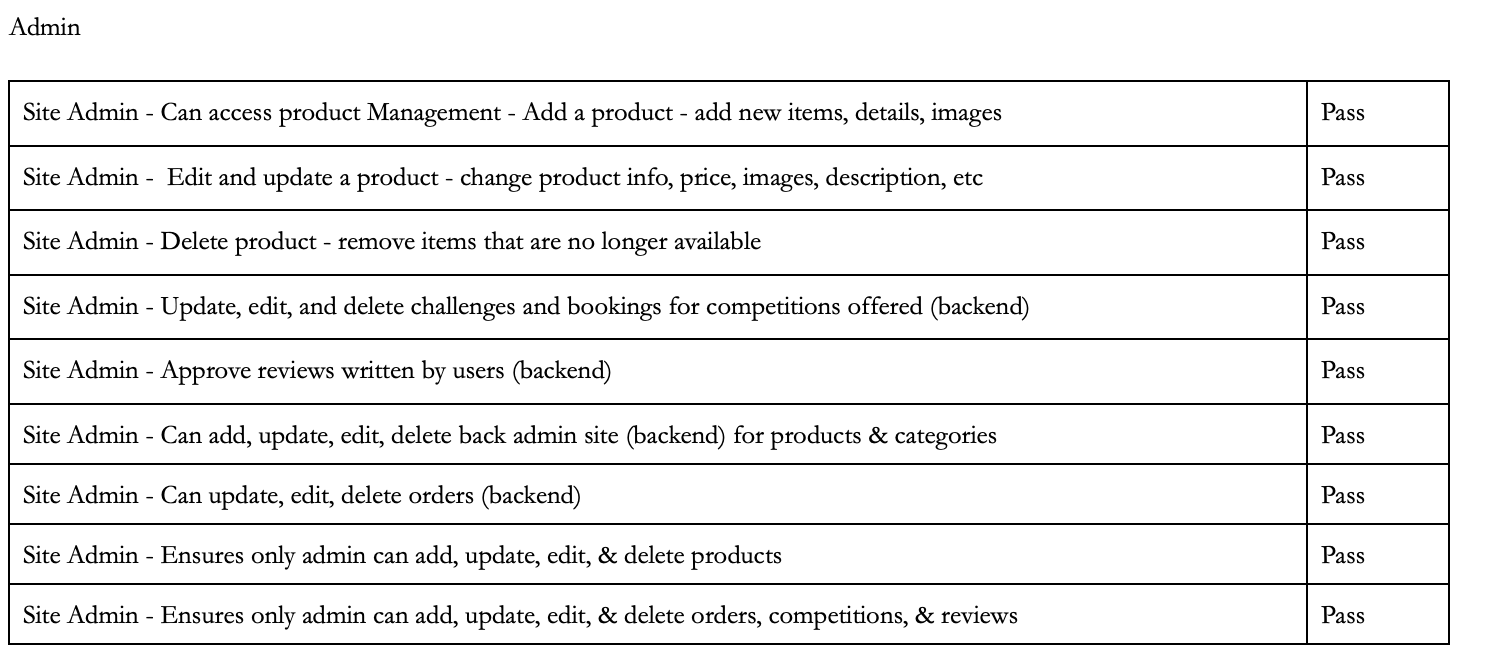 Admin
Site Admin - Can access product Management - Add a product - add new items, details, images Pass
Site Admin -  Edit and update a product - change product info, price, images, description, etc Pass
Site Admin - Delete product - remove items that are no longer available Pass
Site Admin - Update, edit, and delete challenges and bookings for competitions offered (backend) Pass
Site Admin - Approve reviews written by users (backend) Pass
Site Admin - Can add, update, edit, delete back admin site (backend) for products & categories Pass
Site Admin - Can update, edit, delete orders (backend) Pass
Site Admin - Ensures only admin can add, update, edit, & delete products Pass
Site Admin - Ensures only admin can add, update, edit, & delete orders, competitions, & reviews Pass